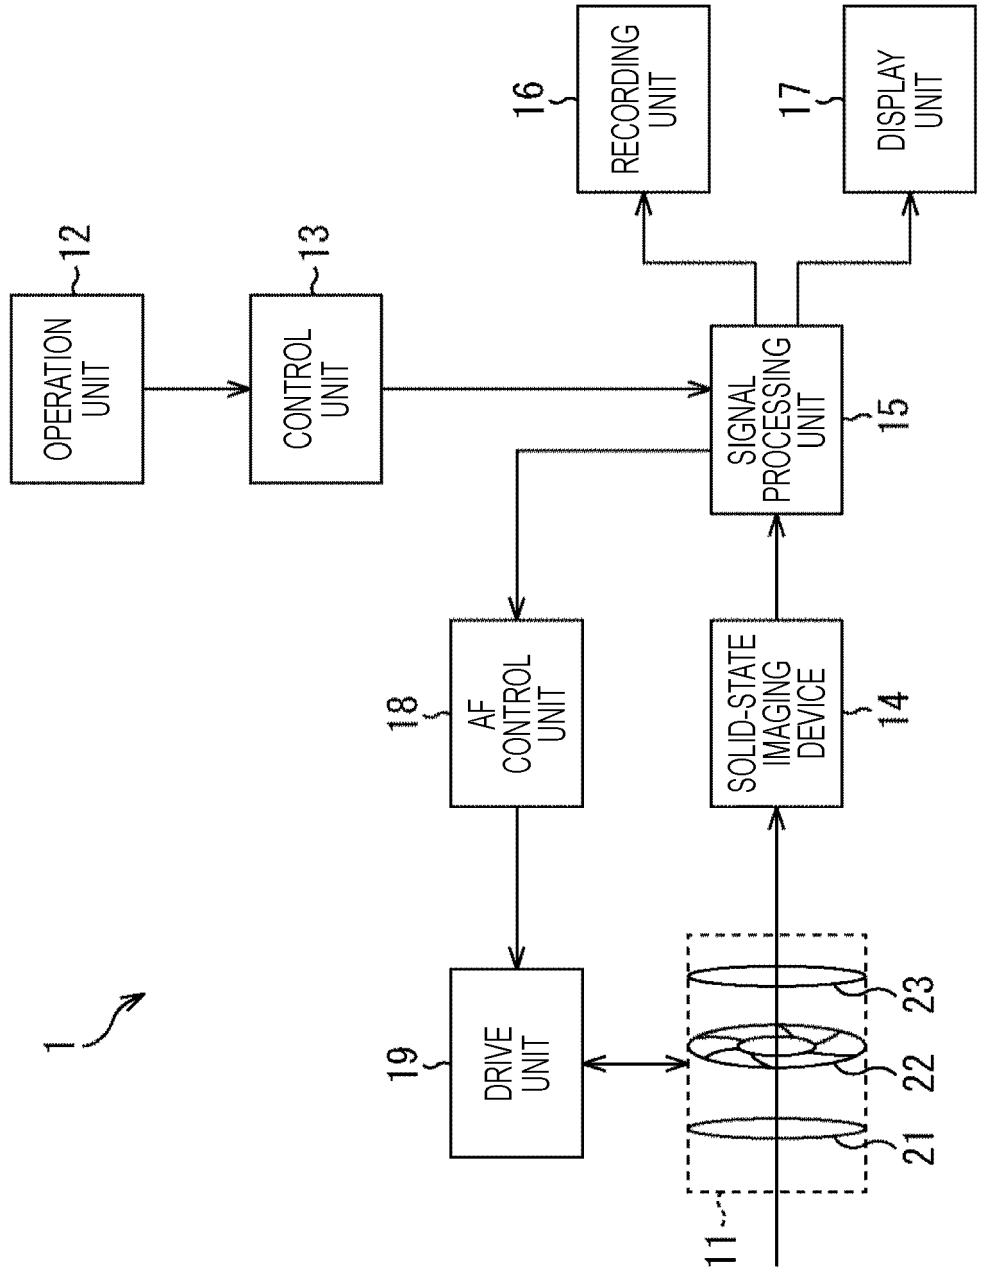 1
OPERATION
UNIT
12
CONTROL
UNIT
13
19
DRIVE
UNIT
18
AF
CONTROL
UNIT
16
RECORDING
UNIT
11
21
22
23
SOLID-STATE
IMAGING
DEVICE
14
SIGNAL
PROCESSING
UNIT
15
17
DISPLAY
UNIT